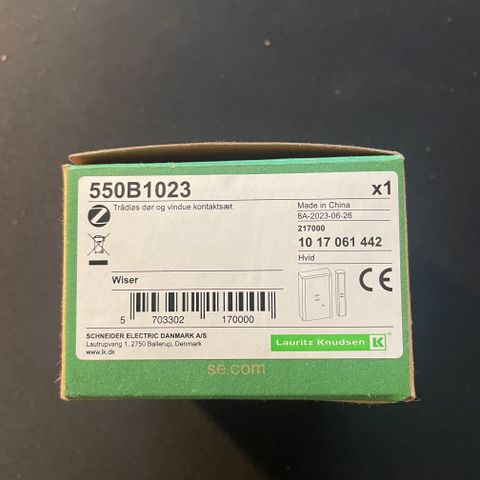 550B1023
x1
Trådløs dør og vindue kontaktsæt
Made in China
8A-2023-06-26
217000
10 17 061 442
Hvid
Wiser
5 703302 170000
SCHNEIDER ELECTRIC DANMARK A/S
Lautrupvang 1, 2750 Ballerup, Denmark
www.lk.dk
Lauritz Knudsen
se.com